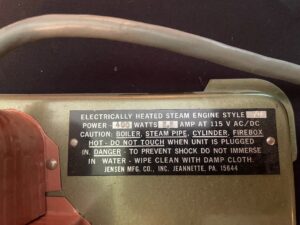 ELECTRICALLY HEATED STEAM ENGINE STYLE
POWER - 400 WATTS AMP AT 115 V AC/DC
CAUTION: BOILER, STEAM PIPE, CYLINDER, FIREBOX
HOT - DO NOT TOUCH WHEN UNIT IS PLUGGED
IN. DANGER - TO PREVENT SHOCK DO NOT IMMERSE
IN WATER - WIPE CLEAN WITH DAMP CLOTH.
JENSEN MFG. CO., INC. JEANNETTE, PA. 15644